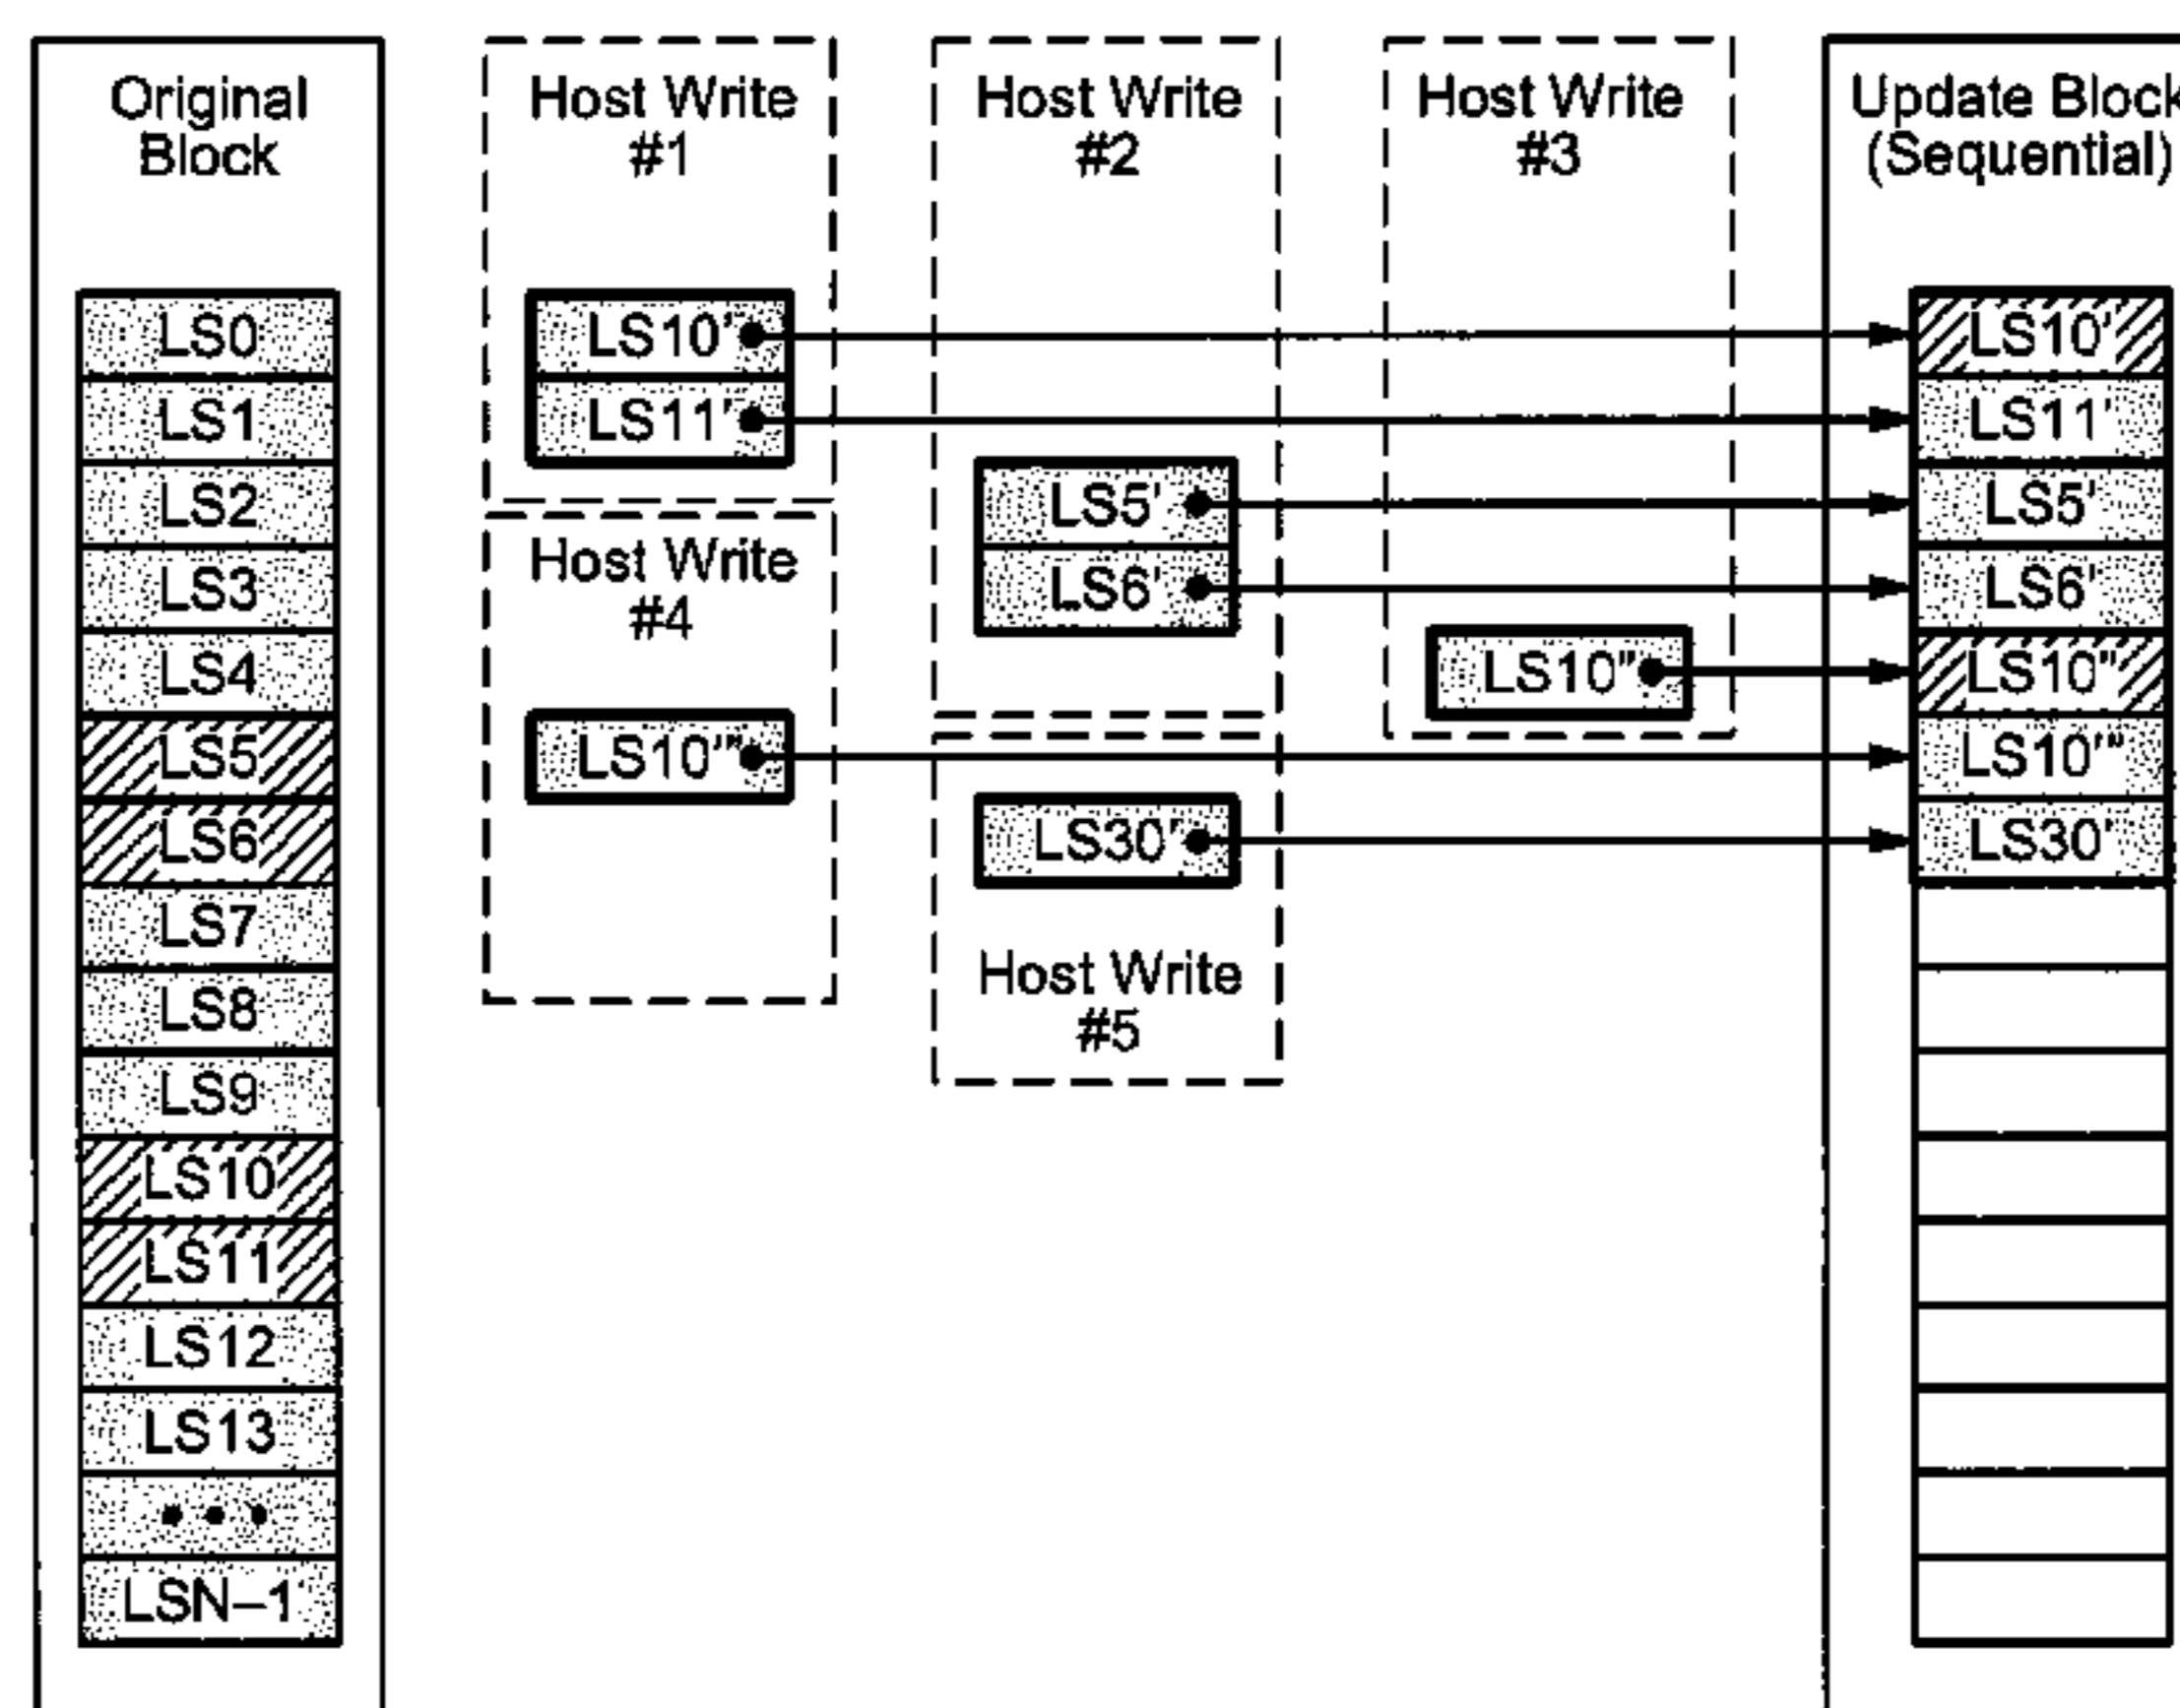 Original
Block
LS0
LS1
LS2
LS3
LS4
LS5
LS6
LS7
LS8
LS9
LS10
LS11
LS12
LS13
• • •
LSN–1
Host Write
#1
LS10'
LS11'
Host Write
#4
LS10'''
Host Write
#2
LS5'
LS6'
LS30'
Host Write
#5
Host Write
#3
LS10''
Update Block
(Sequential)
LS10'
LS11'
LS5'
LS6'
LS10''
LS10'''
LS30'